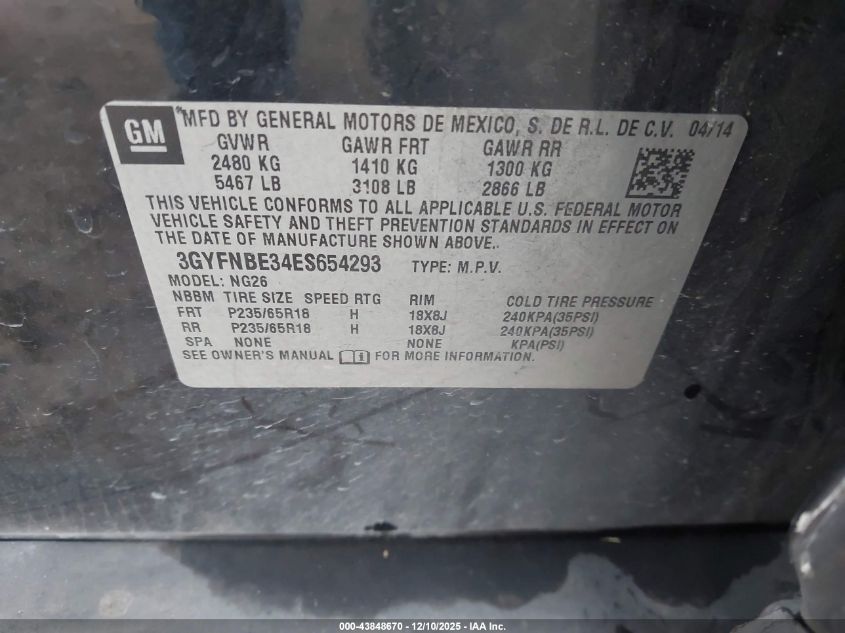 GM
*MFD BY GENERAL MOTORS DE MEXICO, S. DE R.L. DE C.V. 04/14
GVWR GAWR FRT GAWR RR
2480 KG 1410 KG 1300 KG
5467 LB 3108 LB 2866 LB
THIS VEHICLE CONFORMS TO ALL APPLICABLE U.S. FEDERAL MOTOR
VEHICLE SAFETY AND THEFT PREVENTION STANDARDS IN EFFECT ON
THE DATE OF MANUFACTURE SHOWN ABOVE..
3GYFNBE34ES654293 TYPE: M.P.V.
MODEL: NG26
NBBM TIRE SIZE SPEED RTG RIM COLD TIRE PRESSURE
FRT P235/65R18 H 18X8J 240KPA(35PSI)
RR P235/65R18 H 18X8J 240KPA(35PSI)
SPA NONE NONE KPA(PSI)
SEE OWNER'S MANUAL FOR MORE INFORMATION.
000-43848670 - 12/10/2025 - IAA Inc.